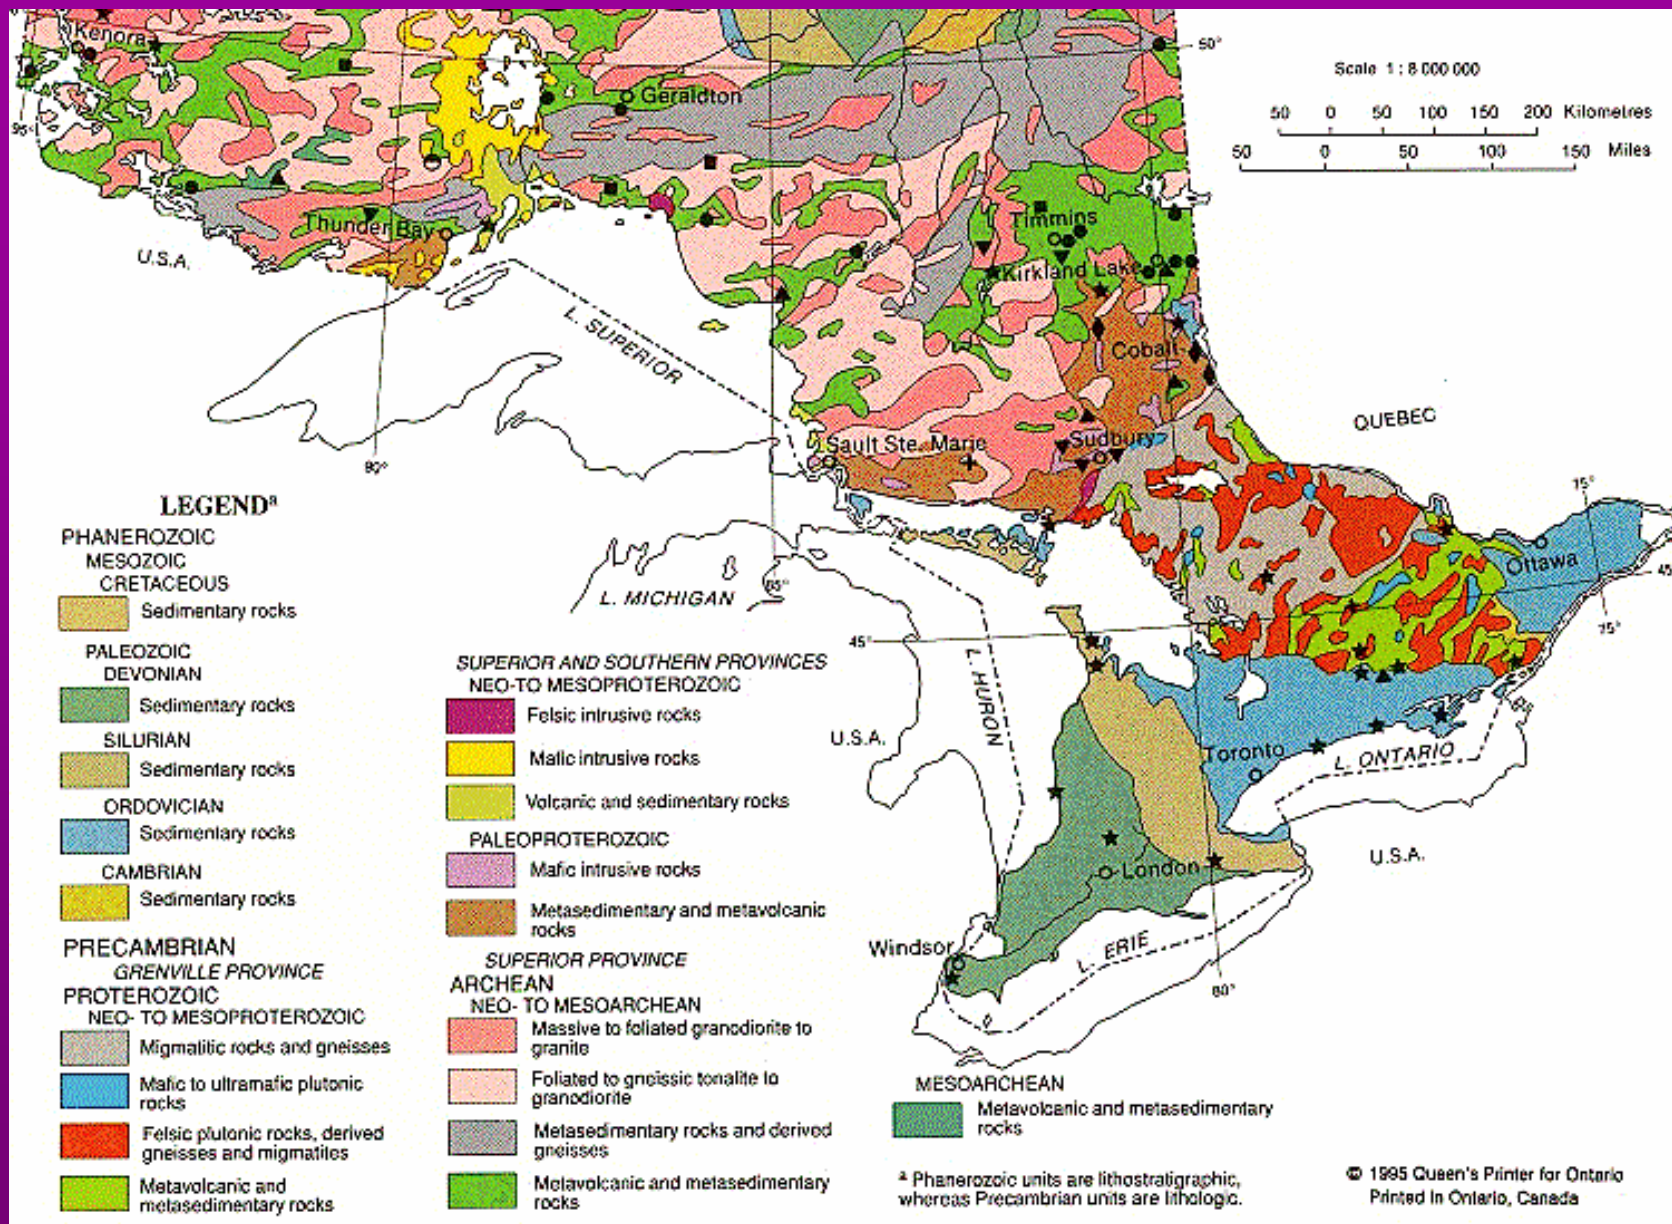 Kenora
50°
Scale 1 : 8 000 000
Geraldton
50 0 50 100 150 200 Kilometres
95°
50 0 50 100 150 Miles
Thunder Bay
Timmins
U.S.A.
Kirkland Lake
L. SUPERIOR
Cobalt
QUEBEC
Sault Ste. Marie
Sudbury
90°
75°
Ottawa
45°
L. MICHIGAN
85°
75°
45°
L. HURON
U.S.A.
Toronto
L. ONTARIO
U.S.A.
London
Windsor
L. ERIE
80°
LEGENDª
PHANEROZOIC
MESOZOIC
CRETACEOUS
Sedimentary rocks
PALEOZOIC
DEVONIAN
Sedimentary rocks
SILURIAN
Sedimentary rocks
ORDOVICIAN
Sedimentary rocks
CAMBRIAN
Sedimentary rocks
PRECAMBRIAN
GRENVILLE PROVINCE
PROTEROZOIC
NEO- TO MESOPROTEROZOIC
Migmatitic rocks and gneisses
Mafic to ultramafic plutonic
rocks
Felsic plutonic rocks, derived
gneisses and migmatites
Metavolcanic and
metasedimentary rocks
SUPERIOR AND SOUTHERN PROVINCES
NEO-TO MESOPROTEROZOIC
Felsic intrusive rocks
Mafic intrusive rocks
Volcanic and sedimentary rocks
PALEOPROTEROZOIC
Mafic intrusive rocks
Metasedimentary and metavolcanic
rocks
SUPERIOR PROVINCE
ARCHEAN
NEO- TO MESOARCHEAN
Massive to foliated granodiorite to
granite
Foliated to gneissic tonalite to
granodiorite
Metasedimentary rocks and derived
gneisses
Metavolcanic and metasedimentary
rocks
MESOARCHEAN
Metavolcanic and metasedimentary
rocks
ª Phanerozoic units are lithostratigraphic,
whereas Precambrian units are lithologic.
© 1995 Queen's Printer for Ontario
Printed in Ontario, Canada